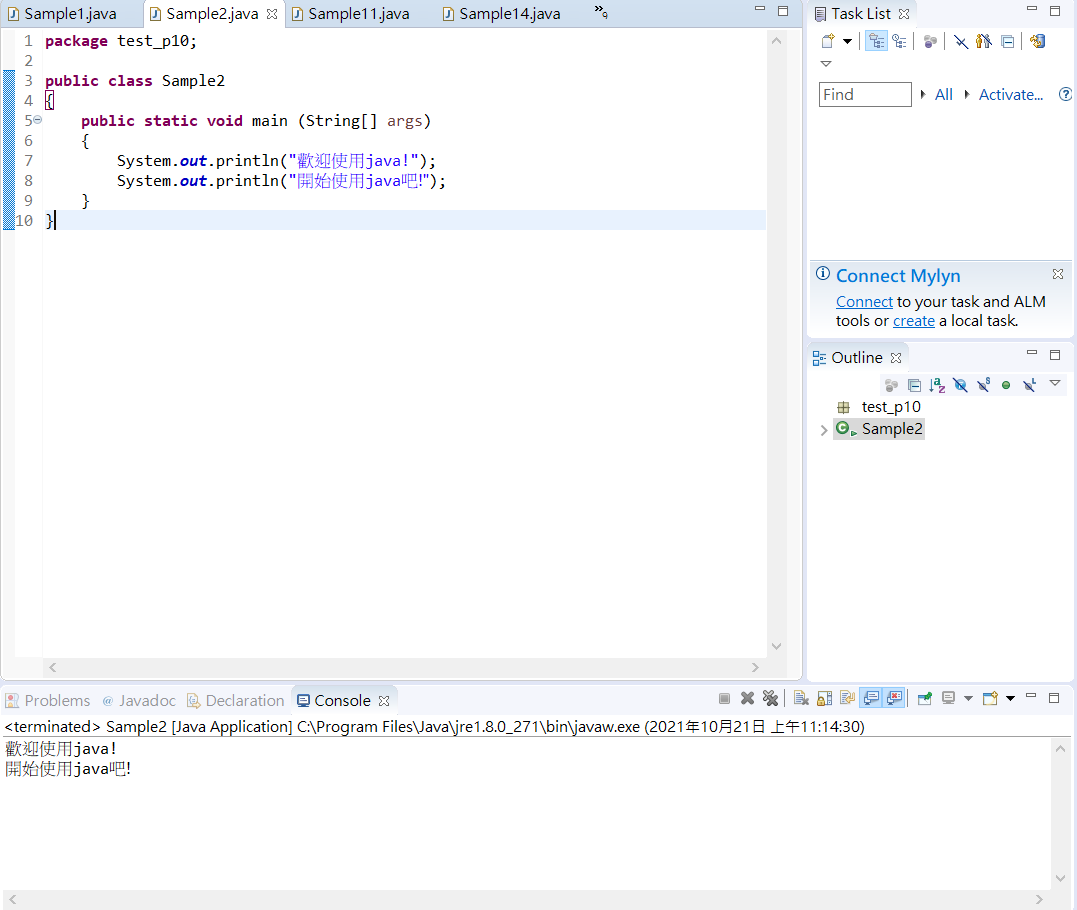 Sample1.java Sample2.java Sample11.java Sample14.java »9
1 package test_p10;
2
3 public class Sample2
4 {
5 public static void main (String[] args)
6 {
7 System.out.println("歡迎使用java!");
8 System.out.println("開始使用java吧!");
9 }
10 }
Task List
Find All Activate...
Connect Mylyn
Connect to your task and ALM
tools or create a local task.
Outline
test_p10
Sample2
Problems @ Javadoc Declaration Console
<terminated> Sample2 [Java Application] C:\Program Files\Java\jre1.8.0_271\bin\javaw.exe (2021年10月21日 上午11:14:30)
歡迎使用java!
開始使用java吧!